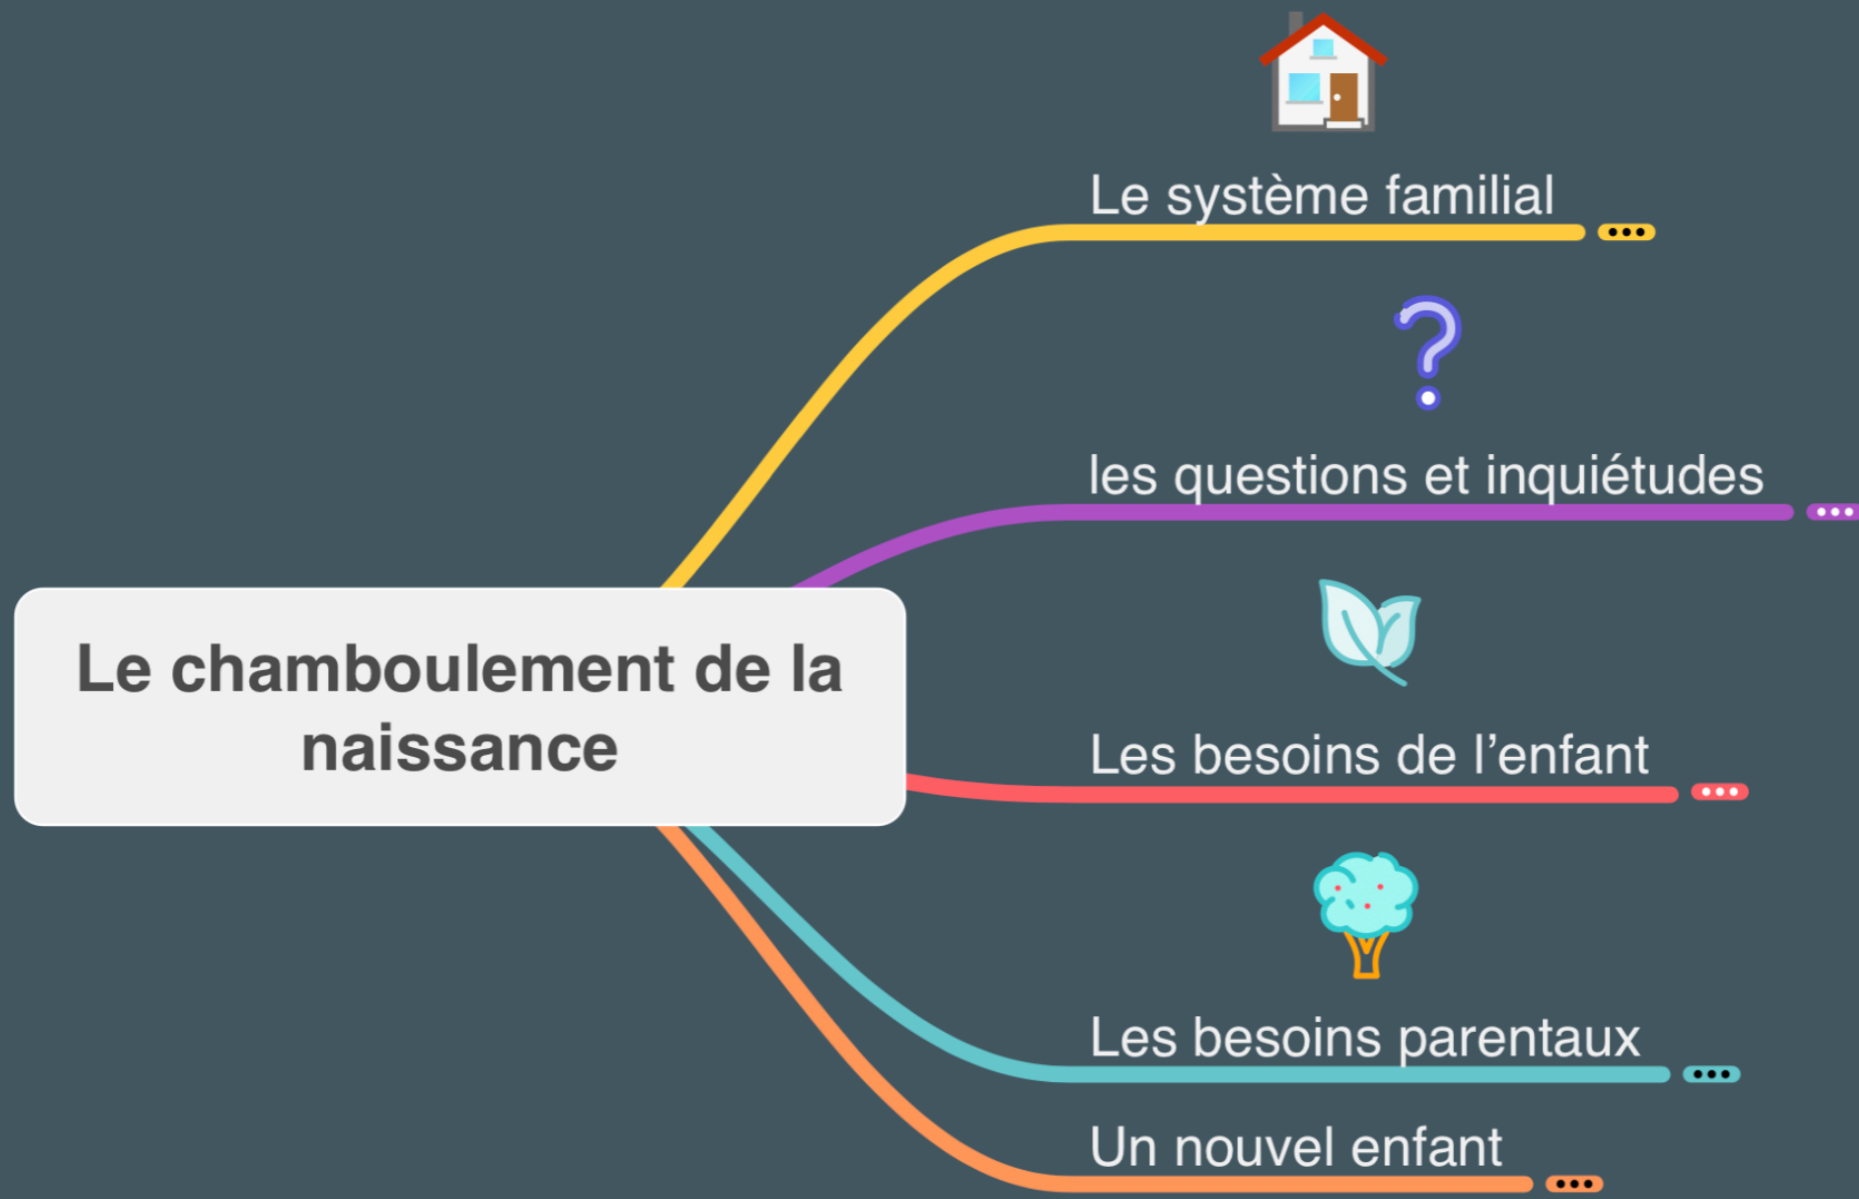 Le système familial
les questions et inquiétudes
Le chamboulement de la
naissance
Les besoins de l’enfant
Les besoins parentaux
Un nouvel enfant